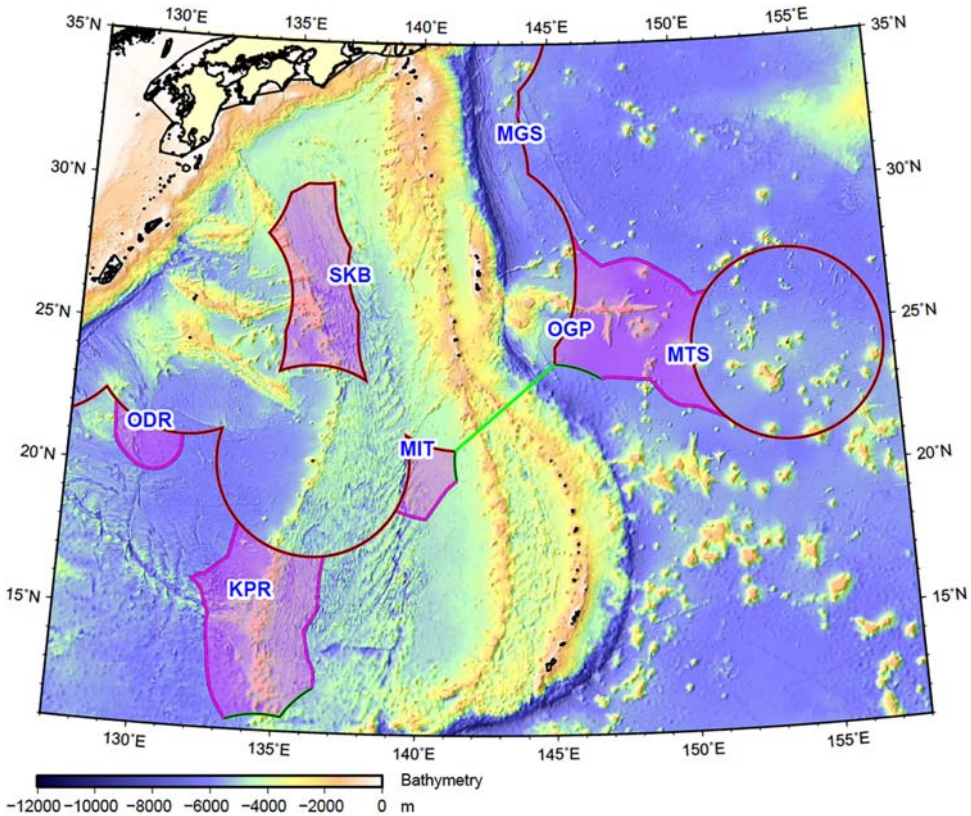 130°E 135°E 140°E 145°E 150°E 155°E
35°N 35°N
MGS
30°N 30°N
SKB
25°N 25°N
OGP
MTS
ODR
MIT
20°N 20°N
KPR
15°N 15°N
130°E 135°E 140°E 145°E 150°E 155°E
Bathymetry
−12000 −10000 −8000 −6000 −4000 −2000 0 m